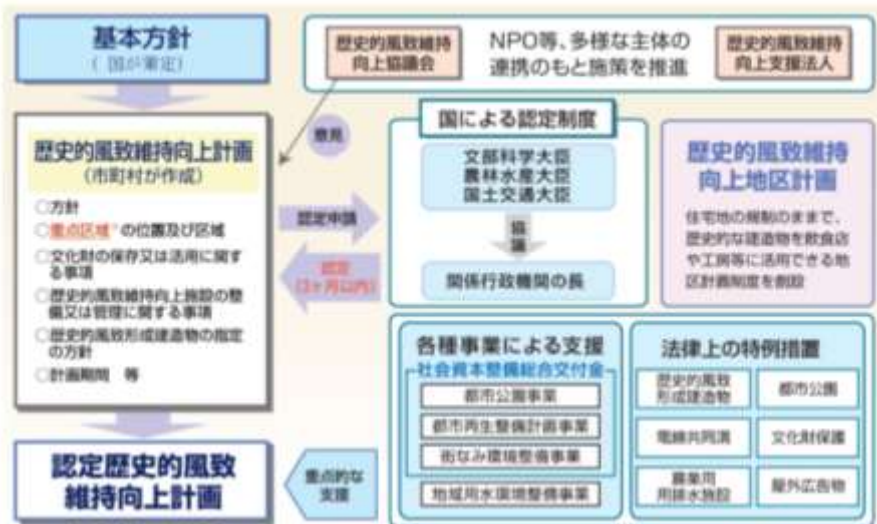 基本方針
( 国が策定)
歴史的風致維持
向上協議会
NPO等、多様な主体の
連携のもと施策を推進
歴史的風致維持
向上支援法人
歴史的風致維持向上計画
(市町村が作成)
○方針
○重点区域*の位置及び区域
○文化財の保存又は活用に関す
る事項
○歴史的風致維持向上施設の整
備又は管理に関する事項
○歴史的風致形成建造物の指定
の方針
○計画期間 等
意見
認定申請
認定
(3ヶ月以内)
国による認定制度
文部科学大臣
農林水産大臣
国土交通大臣
協議
関係行政機関の長
歴史的風致維持
向上地区計画
住宅地の規制のままで、
歴史的な建造物を飲食店
や工房等に活用できる地
区計画制度を創設
認定歴史的風致
維持向上計画
重点的な
支援
各種事業による支援
社会資本整備総合交付金
都市公園事業
都市再生整備計画事業
街なみ環境整備事業
地域用水環境整備事業
法律上の特例措置
歴史的風致
形成建造物
都市公園
電線共同溝
文化財保護
農業用
用排水施設
屋外広告物